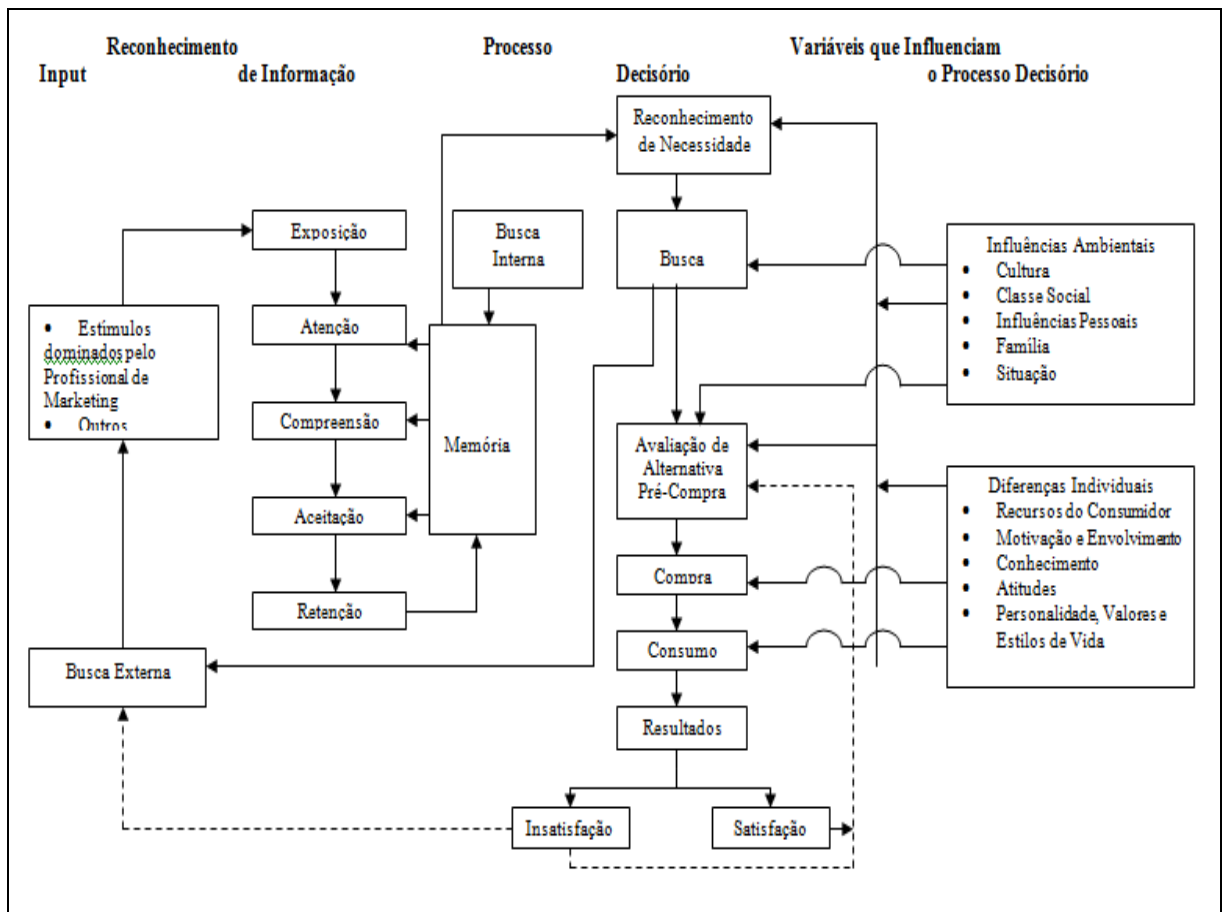 Reconhecimento
Processo
Variáveis que Influenciam
Input
de Informação
Decisório
o Processo Decisório
Reconhecimento
de Necessidade
Exposição
Busca
Interna
Busca
Influências Ambientais
• Cultura
• Classe Social
• Influências Pessoais
• Família
• Situação
• Estímulos
dominados pelo
Profissional de
Marketing
• Outros
Atenção
Compreensão
Memória
Aceitação
Retenção
Avaliação de
Alternativa
Pré-Compra
Diferenças Individuais
• Recursos do Consumidor
• Motivação e Envolvimento
• Conhecimento
• Atitudes
• Personalidade, Valores e
Estilos de Vida
Compra
Consumo
Busca Externa
Resultados
Insatisfação
Satisfação